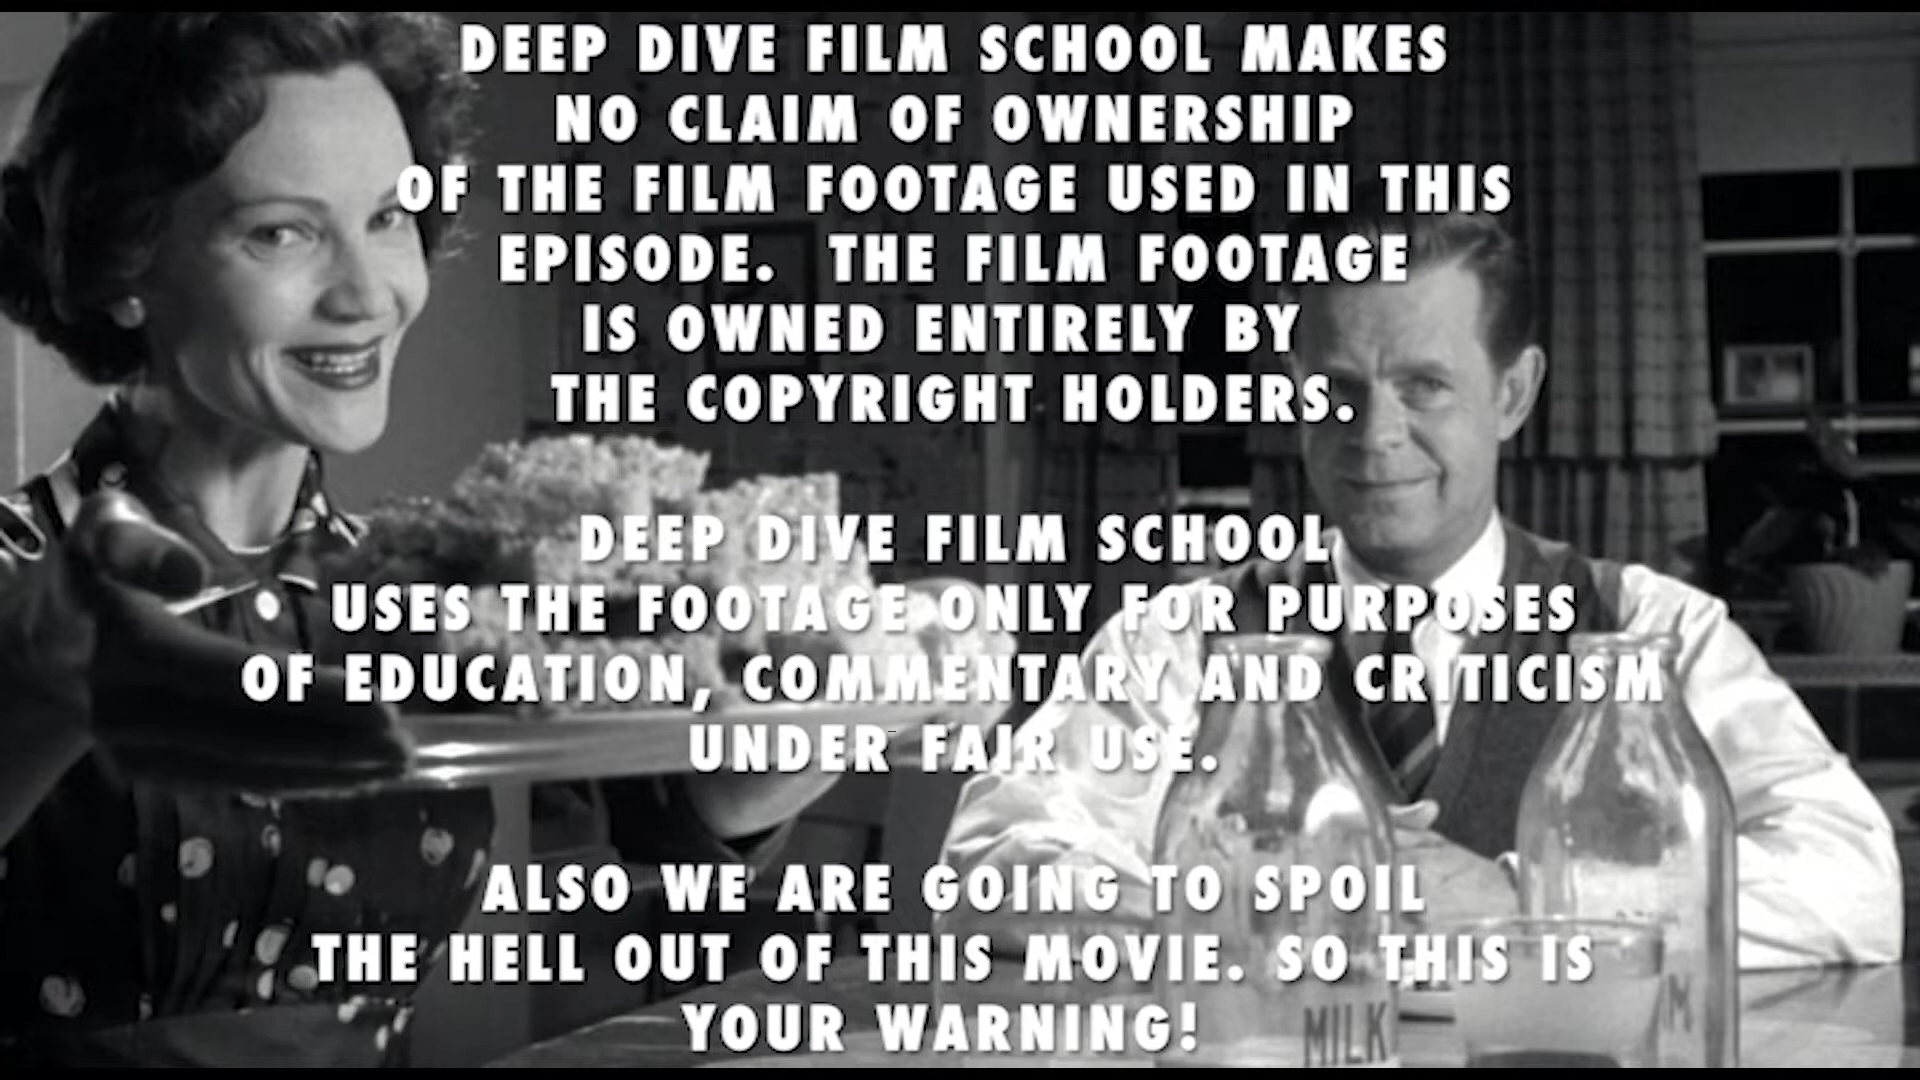 DEEP DIVE FILM SCHOOL MAKES
NO CLAIM OF OWNERSHIP
OF THE FILM FOOTAGE USED IN THIS
EPISODE. THE FILM FOOTAGE
IS OWNED ENTIRELY BY
THE COPYRIGHT HOLDERS.
DEEP DIVE FILM SCHOOL
USES THE FOOTAGE ONLY FOR PURPOSES
OF EDUCATION, COMMENTARY AND CRITICISM
UNDER FAIR USE.
ALSO WE ARE GOING TO SPOIL
THE HELL OUT OF THIS MOVIE. SO THIS IS
YOUR WARNING!
MILK
M